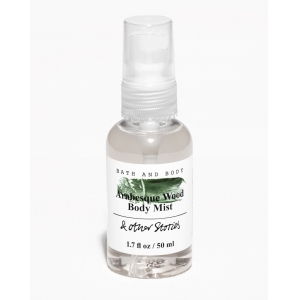 BATH AND BODY
Arabesque Wood
Body Mist
& other Stories
1.7 fl oz / 50 ml